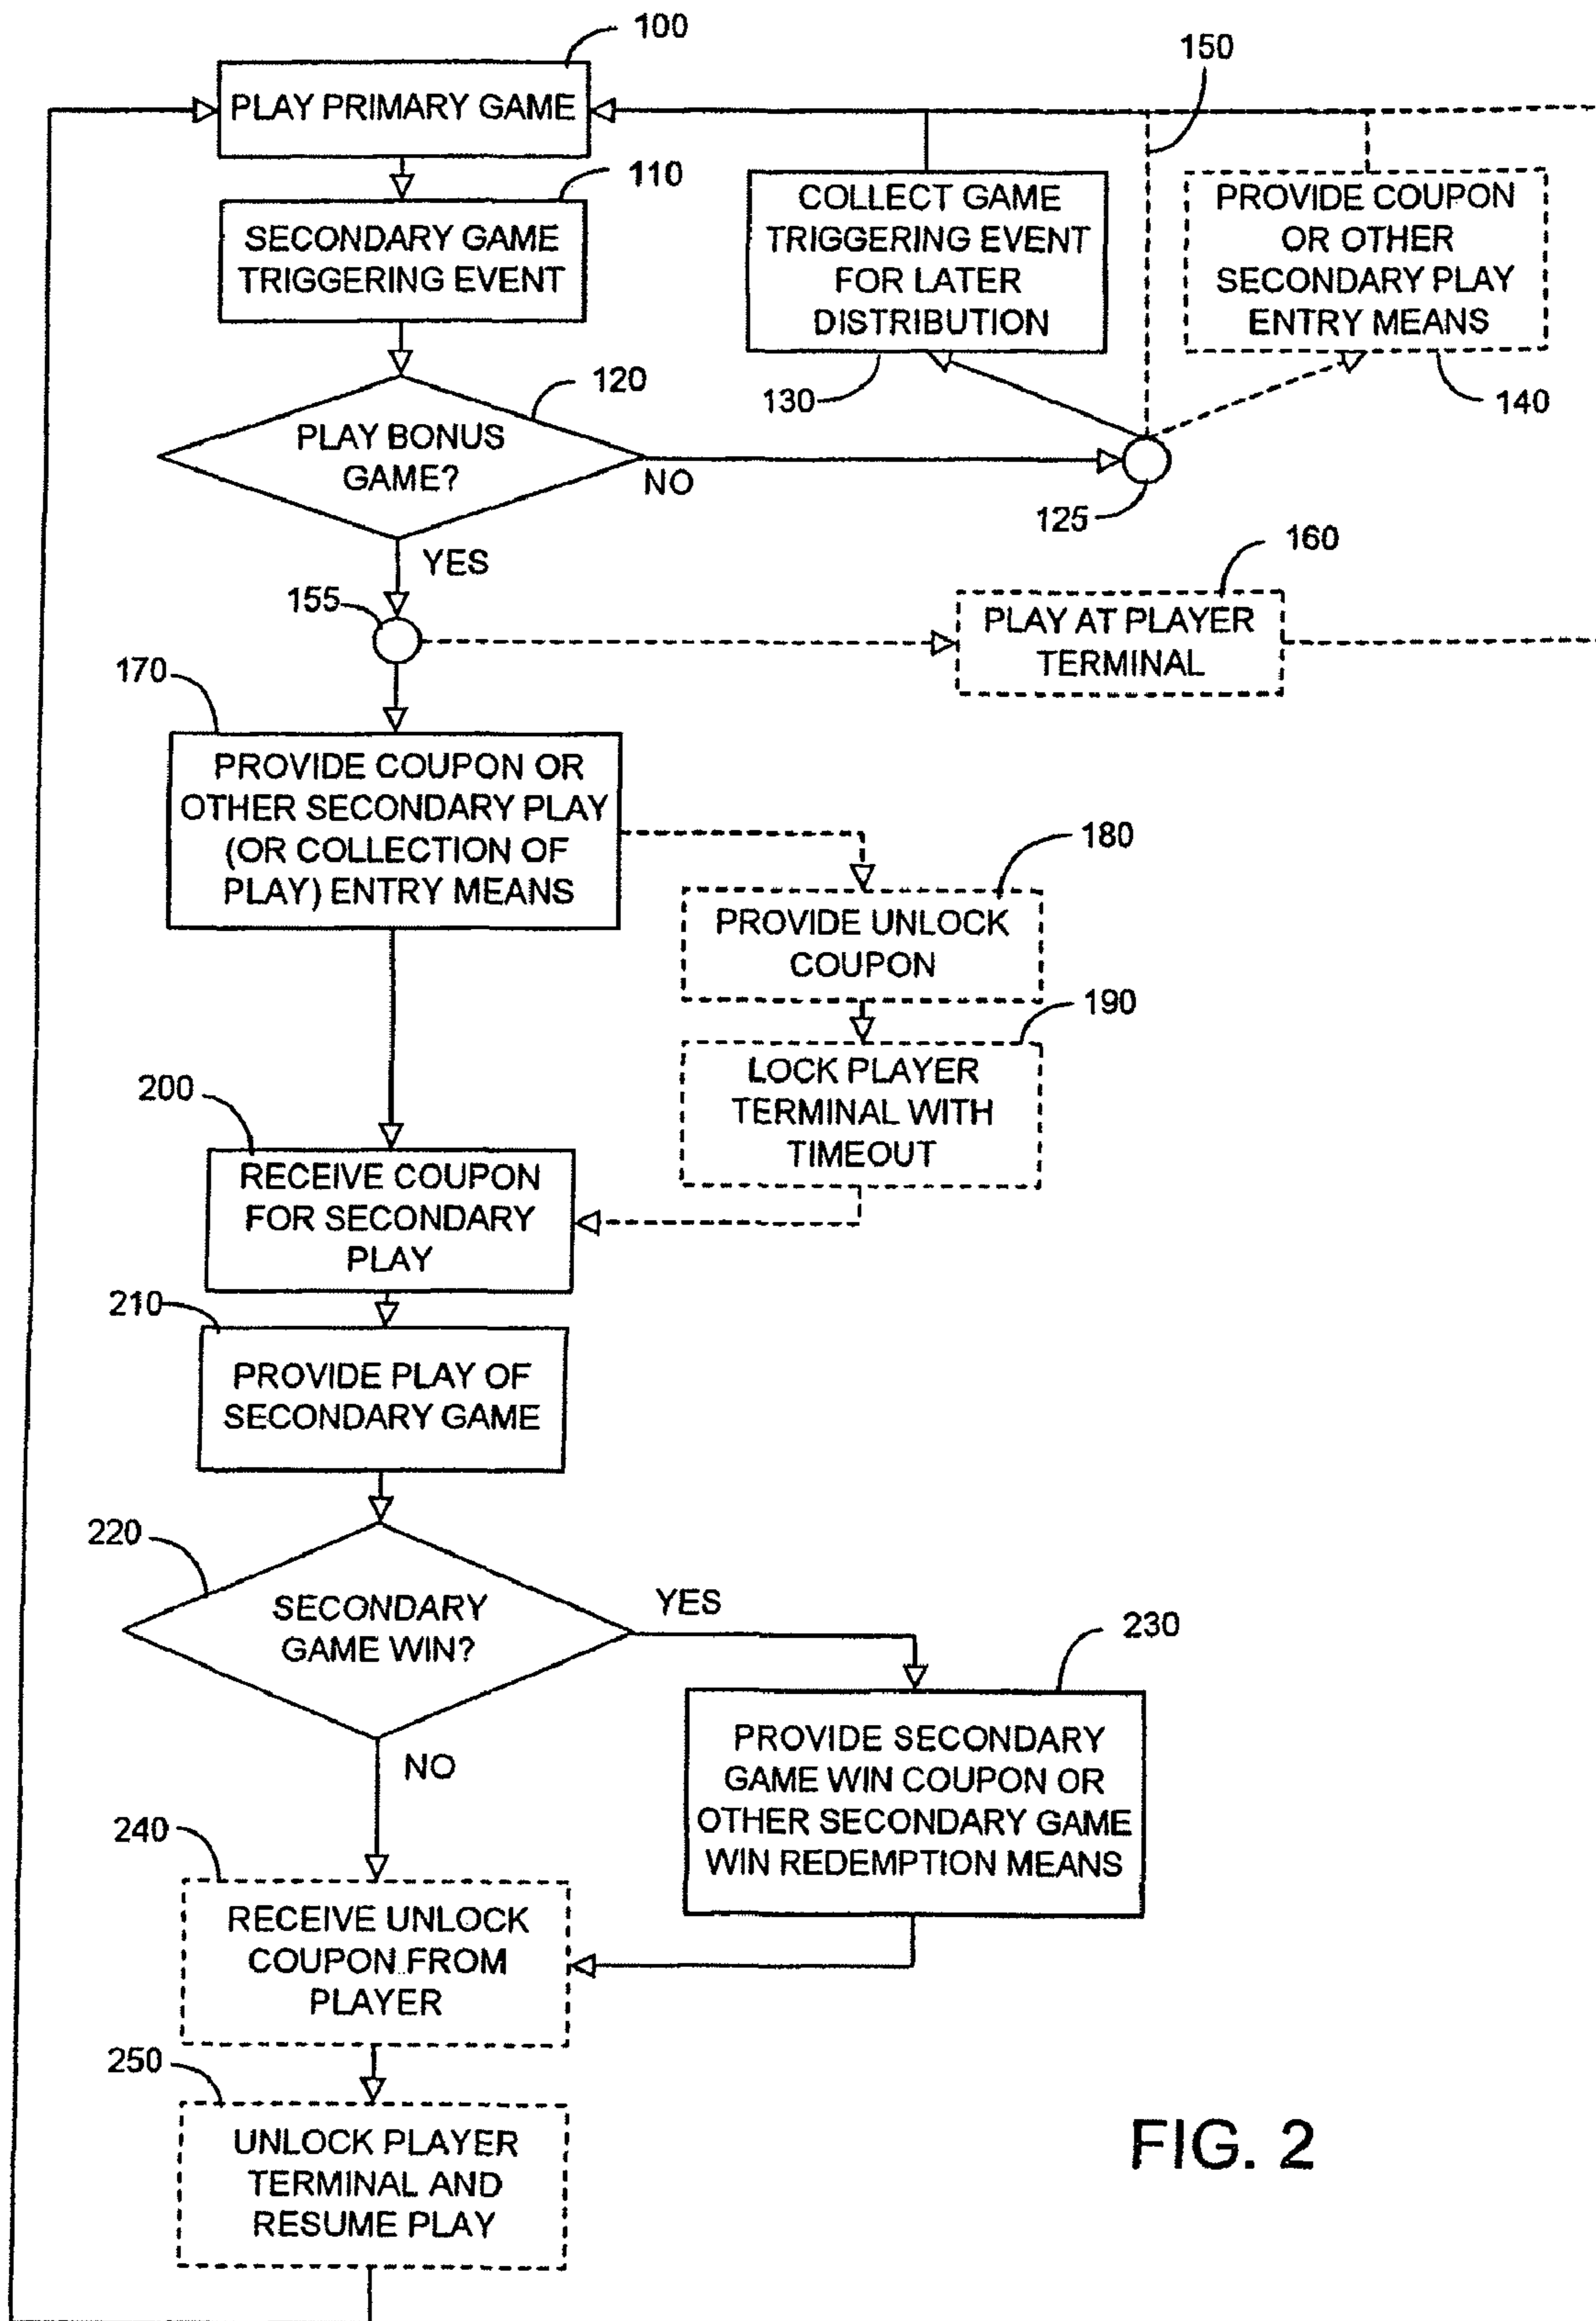 100
PLAY PRIMARY GAME
150
110
SECONDARY GAME
TRIGGERING EVENT
COLLECT GAME
TRIGGERING EVENT
FOR LATER
DISTRIBUTION
130
PROVIDE COUPON
OR OTHER
SECONDARY PLAY
ENTRY MEANS
140
120
PLAY BONUS
GAME?
NO
125
YES
155
160
PLAY AT PLAYER
TERMINAL
170
PROVIDE COUPON OR
OTHER SECONDARY PLAY
(OR COLLECTION OF
PLAY) ENTRY MEANS
180
PROVIDE UNLOCK
COUPON
190
LOCK PLAYER
TERMINAL WITH
TIMEOUT
200
RECEIVE COUPON
FOR SECONDARY
PLAY
210
PROVIDE PLAY OF
SECONDARY GAME
220
SECONDARY
GAME WIN?
YES
230
PROVIDE SECONDARY
GAME WIN COUPON OR
OTHER SECONDARY GAME
WIN REDEMPTION MEANS
NO
240
RECEIVE UNLOCK
COUPON FROM
PLAYER
250
UNLOCK PLAYER
TERMINAL AND
RESUME PLAY
FIG. 2